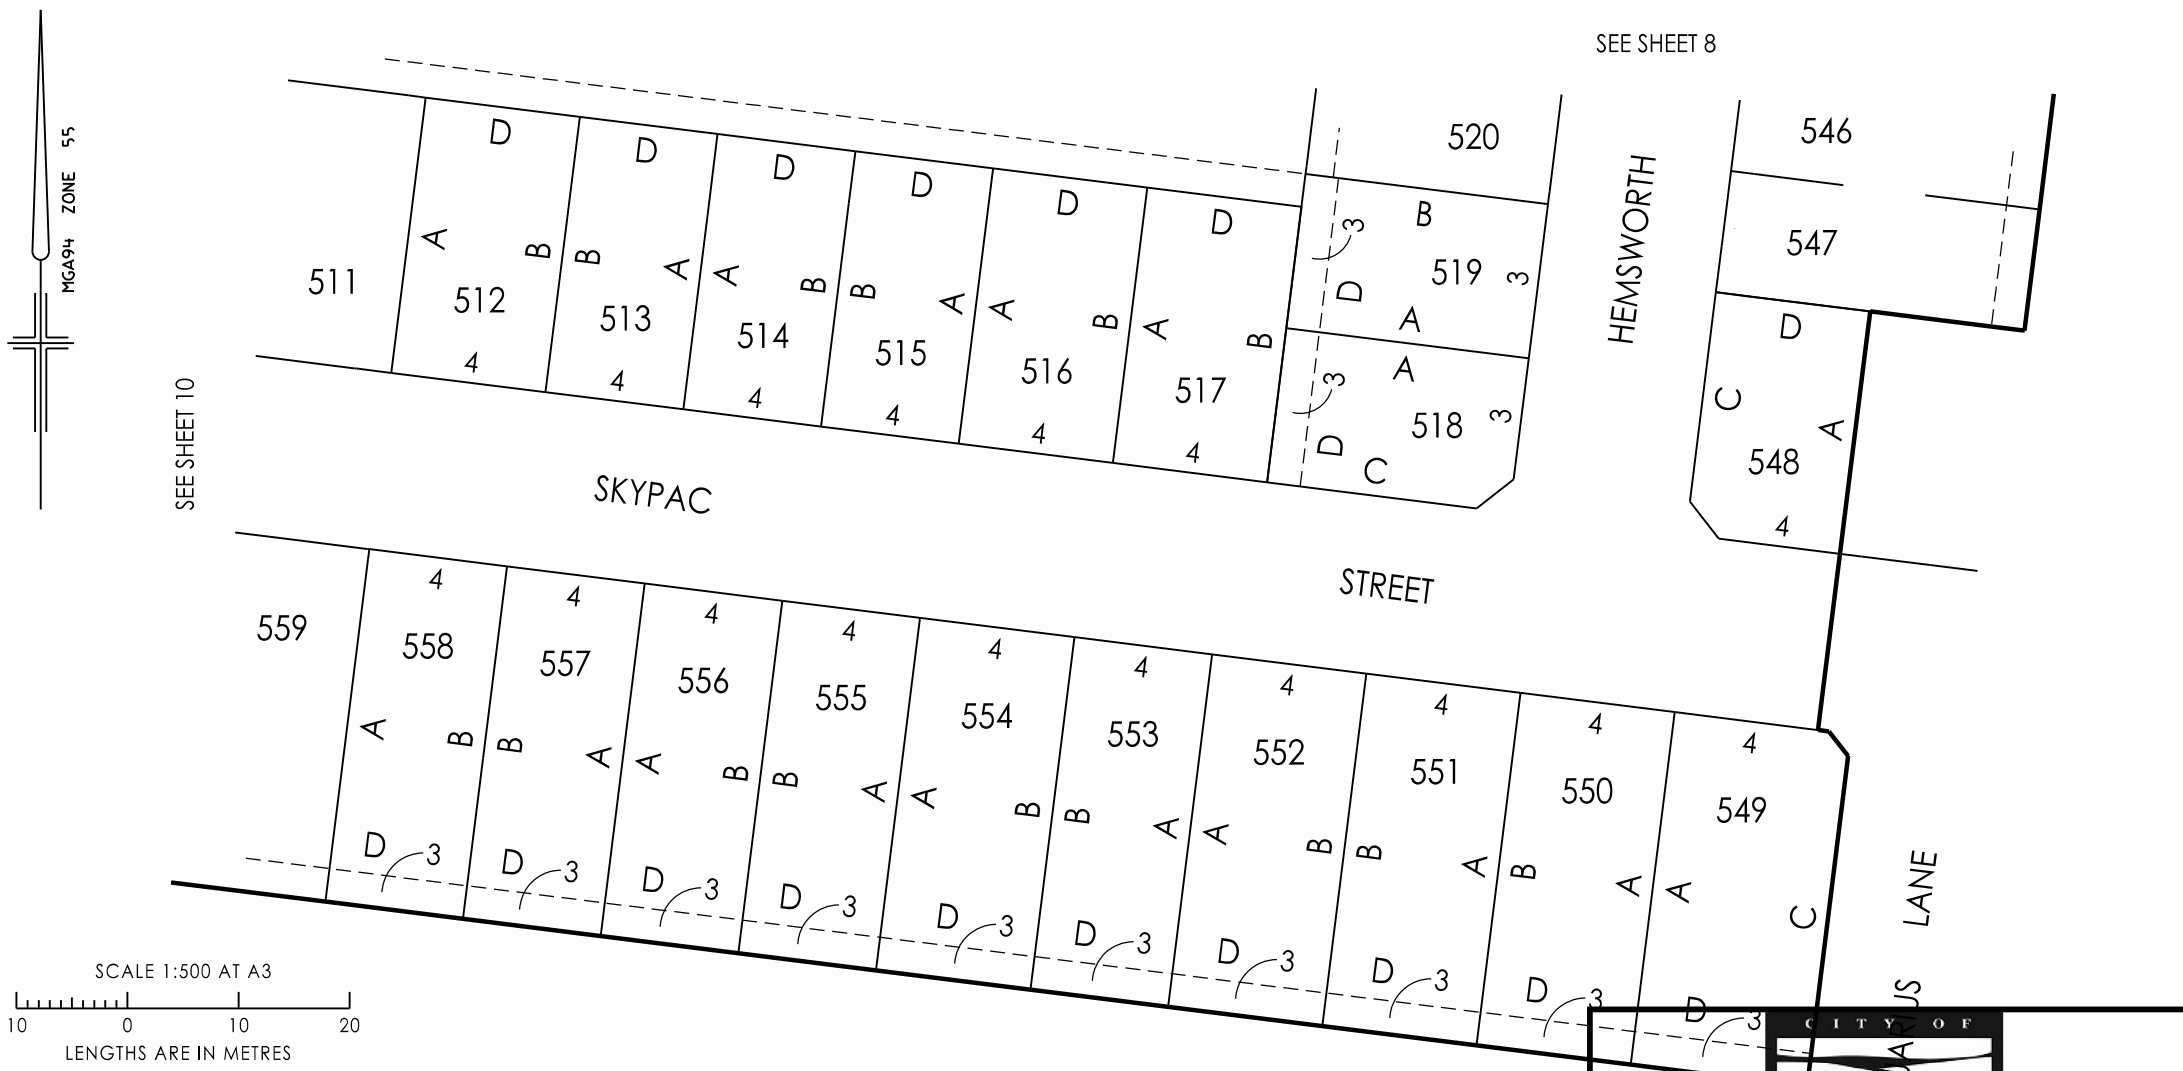 SEE SHEET 8
MGA94 ZONE 55
SEE SHEET 10
511
D
A
B
512
4
D
B
A
513
4
D
A
B
514
4
D
B
A
515
4
D
A
B
516
4
D
A
B
517
4
520
B
3
519
3
D
A
A
3
518
3
D
C
HEMSWORTH
546
547
D
C
A
548
4
SKYPAC
STREET
559
4
558
A
B
D
3
4
557
B
A
D
3
4
556
A
B
D
3
4
555
B
A
D
3
4
554
A
B
D
3
4
553
B
A
D
3
4
552
A
B
D
3
4
551
B
A
D
3
4
550
B
A
D
3
4
549
A
C
D
3
LANE
SCALE 1:500 AT A3
10 0 10 20
LENGTHS ARE IN METRES
CITY OF